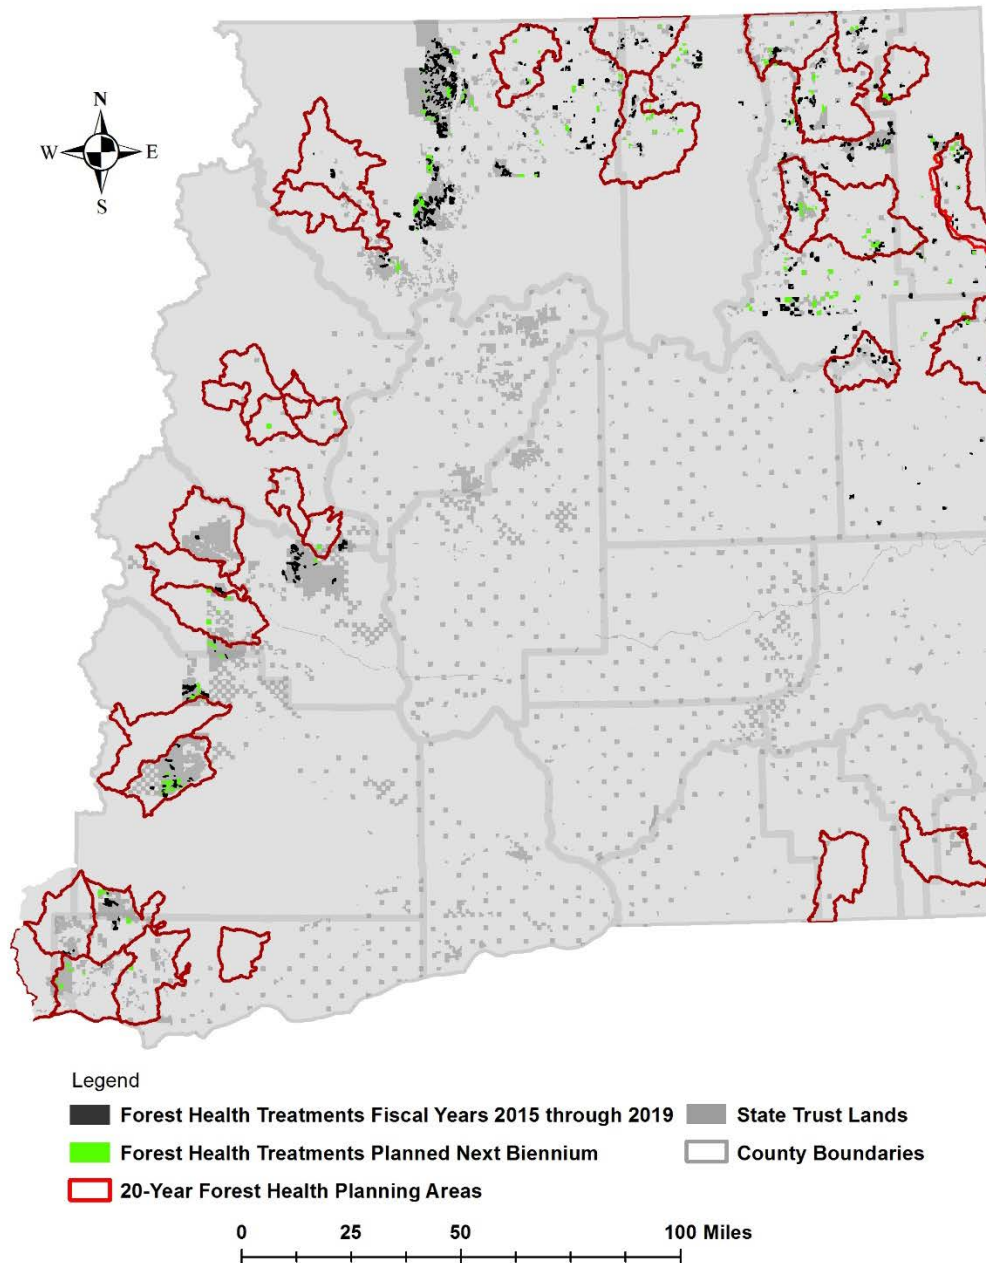 N
W E
S
Legend
Forest Health Treatments Fiscal Years 2015 through 2019 State Trust Lands
Forest Health Treatments Planned Next Biennium County Boundaries
20-Year Forest Health Planning Areas
0 25 50 100 Miles